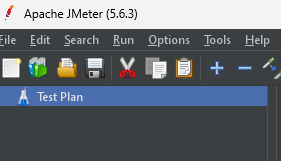 Apache JMeter (5.6.3)
File Edit Search Run Options Tools Help
Test Plan